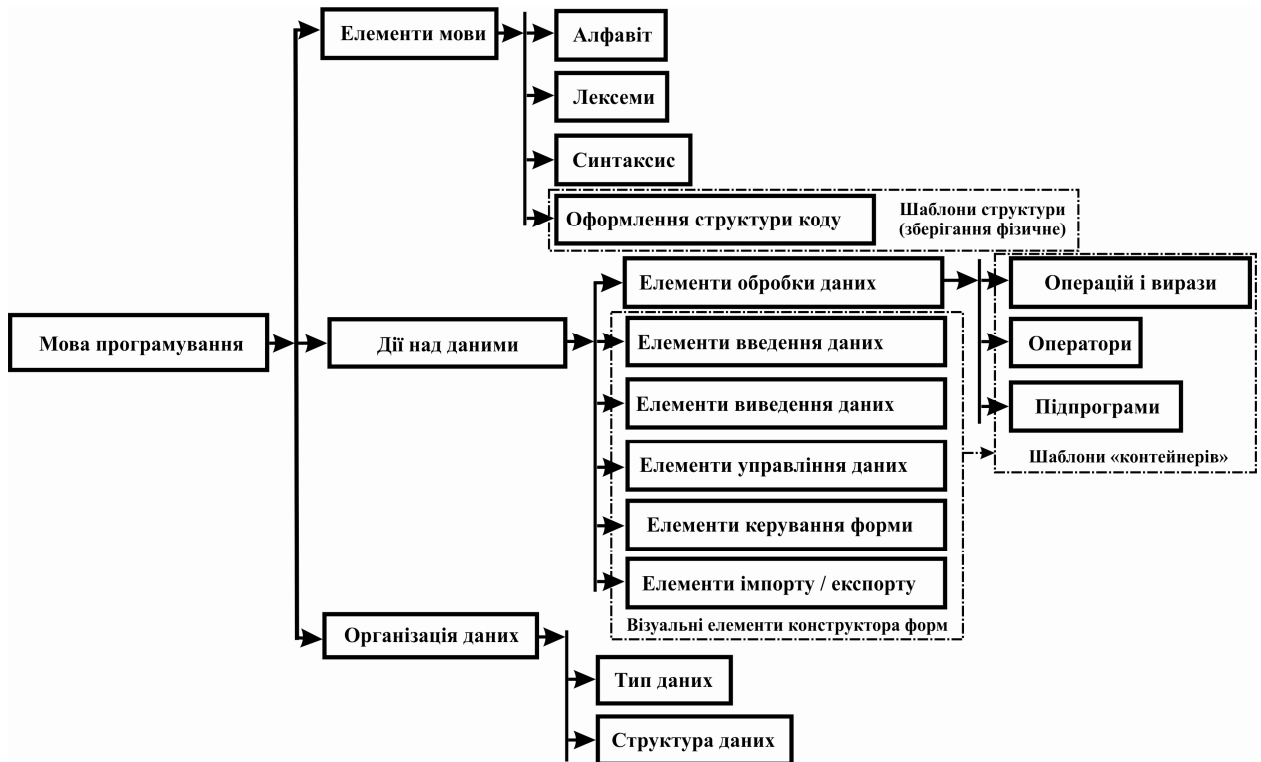 Елементи мови
Алфавіт
Лексеми
Синтаксис
Оформлення структури коду
Шаблони структури
(зберігання фізичне)
Мова програмування
Дії над даними
Елементи обробки даних
Операцій і вирази
Елементи введення даних
Оператори
Елементи виведення даних
Підпрограми
Елементи управління даних
Шаблони «контейнерів»
Елементи керування форми
Елементи імпорту / експорту
Візуальні елементи конструктора форм
Організація даних
Тип даних
Структура даних